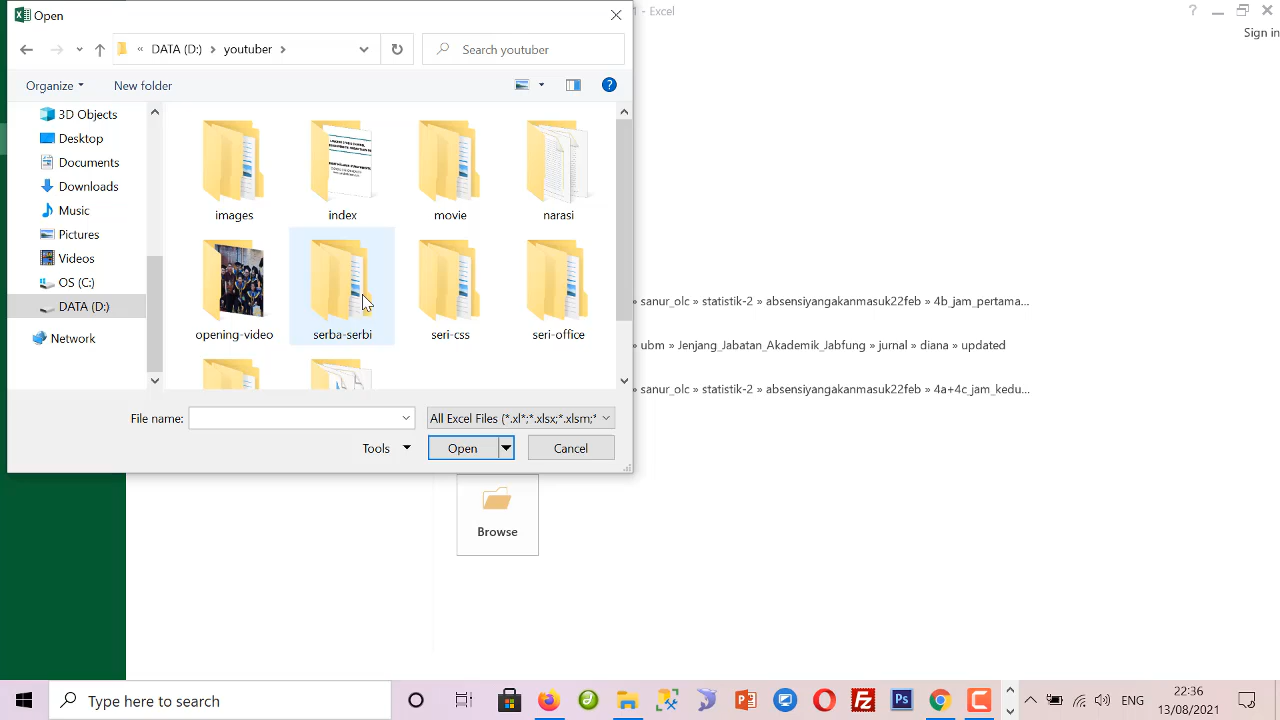 Open
1 - Excel
Sign in
« DATA (D:) > youtuber >
Search youtuber
Organize
New folder
3D Objects
Desktop
Documents
Downloads
Music
Pictures
Videos
OS (C:)
DATA (D:)
Network
images
index
movie
narasi
opening-video
serba-serbi
seri-css
seri-office
» sanur_olc » statistik-2 » absensiyangakanmasuk22feb » 4b_jam_pertama...
» ubm » Jenjang_Jabatan_Akademik_Jabfung » jurnal » diana » updated
» sanur_olc » statistik-2 » absensiyangakanmasuk22feb » 4a+4c_jam_kedu...
File name:
All Excel Files (*.xl*;*.xlsx;*.xlsm;*
Tools
Open
Cancel
Browse
Type here to search
ENG
22:36
13/08/2021